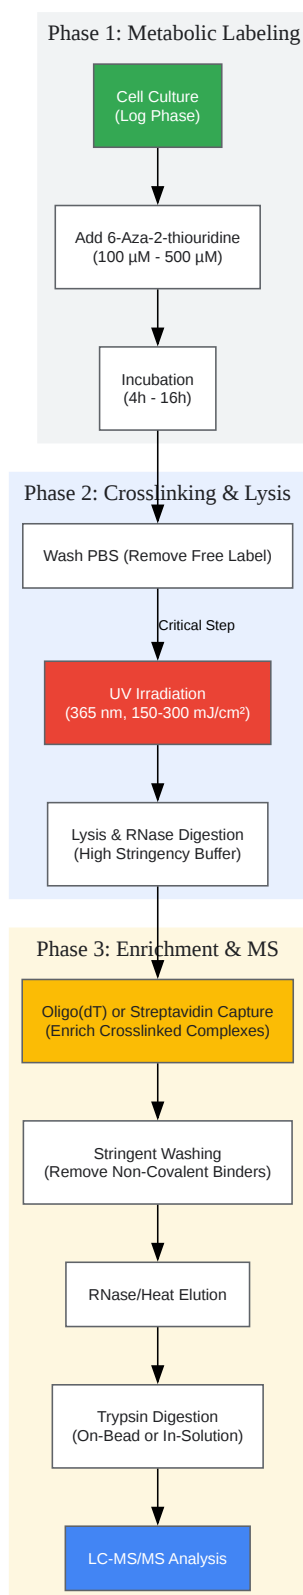 Phase 1: Metabolic Labeling
Cell Culture
(Log Phase)
Add 6-Aza-2-thiouridine
(100 µM - 500 µM)
Incubation
(4h - 16h)
Phase 2: Crosslinking & Lysis
Wash PBS (Remove Free Label)
Critical Step
UV Irradiation
(365 nm, 150-300 mJ/cm²)
Lysis & RNase Digestion
(High Stringency Buffer)
Phase 3: Enrichment & MS
Oligo(dT) or Streptavidin Capture
(Enrich Crosslinked Complexes)
Stringent Washing
(Remove Non-Covalent Binders)
RNase/Heat Elution
Trypsin Digestion
(On-Bead or In-Solution)
LC-MS/MS Analysis